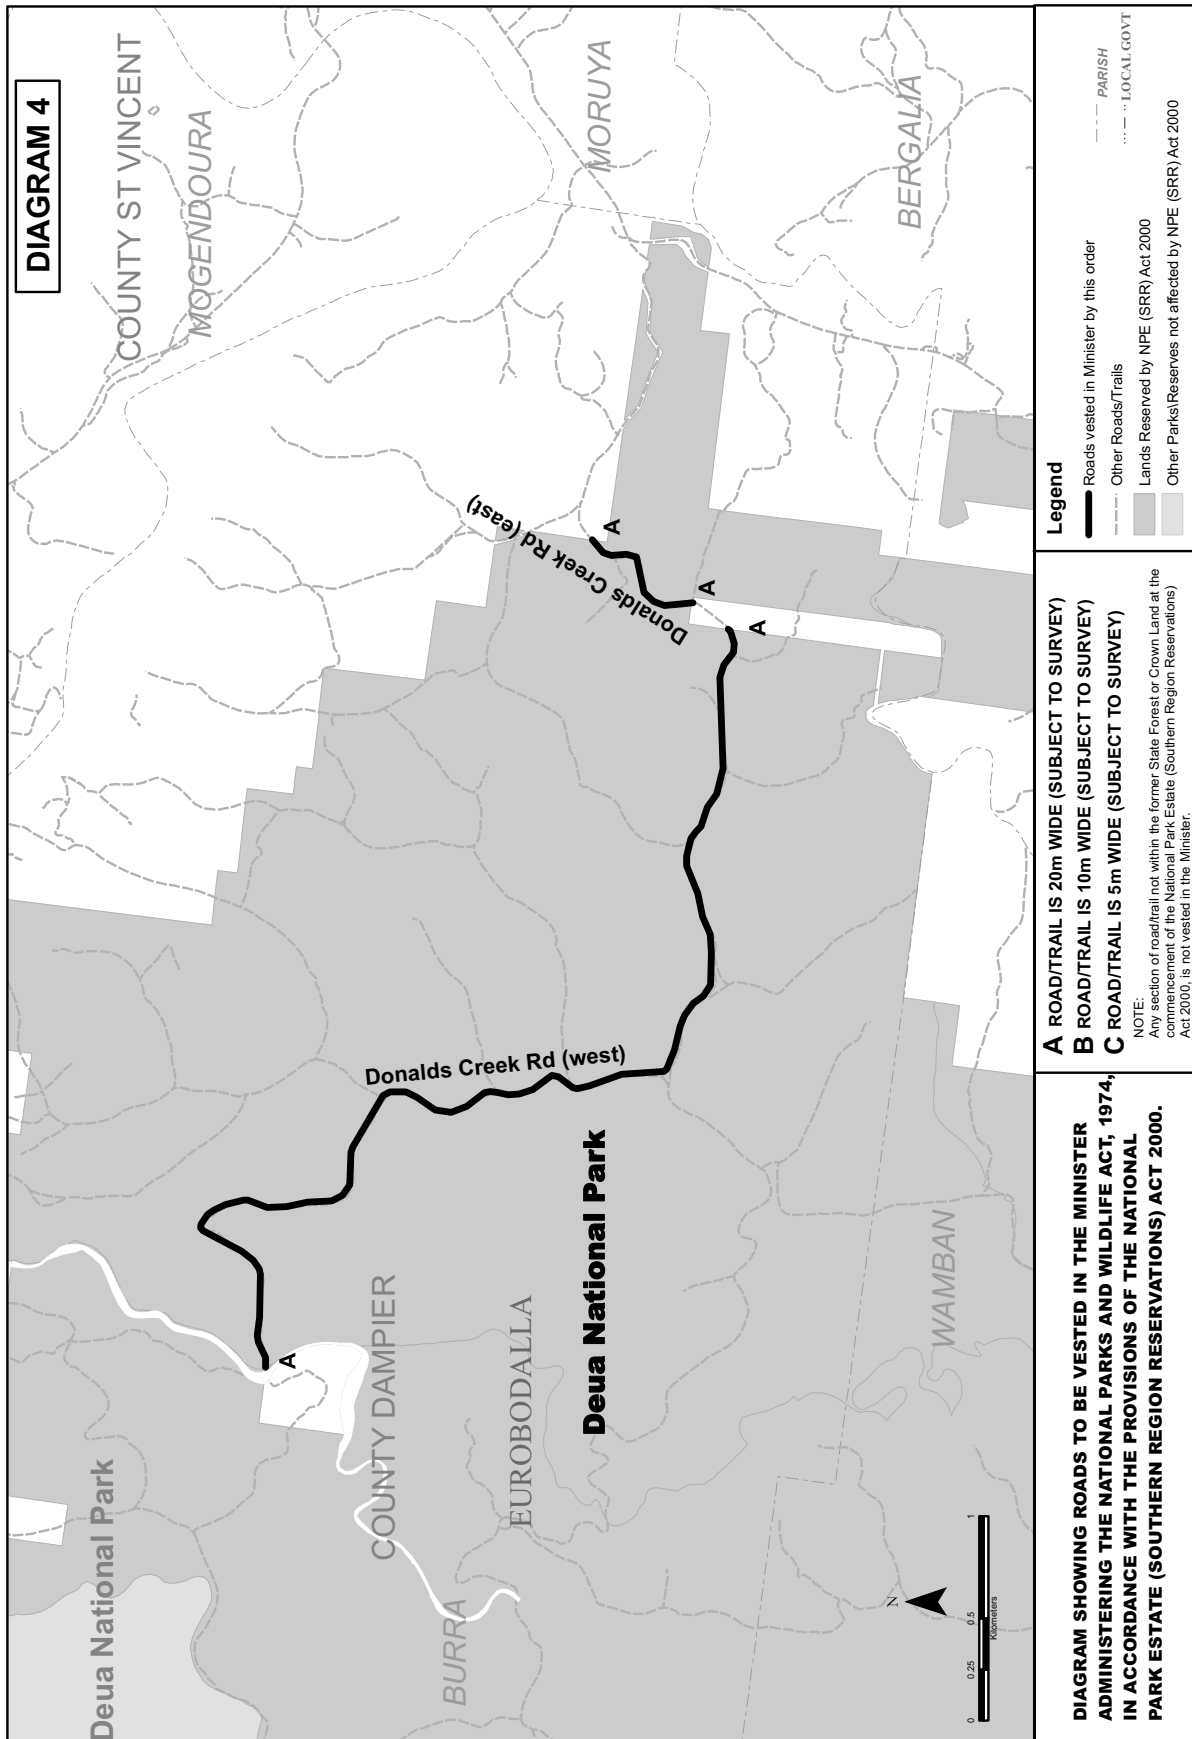 DIAGRAM 4
COUNTY ST VINCENT
MOGENDOURA
MORUYA
BERGALIA
Donalds Creek Rd (east)
A
A
A
Donalds Creek Rd (west)
Deua National Park
A
COUNTY DAMPIER
EUROBODALLA
WAMBAN
Deua National Park
BURRA
N
0 0.25 0.5 1
Kilometers
DIAGRAM SHOWING ROADS TO BE VESTED IN THE MINISTER
ADMINISTERING THE NATIONAL PARKS AND WILDLIFE ACT, 1974,
IN ACCORDANCE WITH THE PROVISIONS OF THE NATIONAL
PARK ESTATE (SOUTHERN REGION RESERVATIONS) ACT 2000.
A ROAD/TRAIL IS 20m WIDE (SUBJECT TO SURVEY)
B ROAD/TRAIL IS 10m WIDE (SUBJECT TO SURVEY)
C ROAD/TRAIL IS 5m WIDE (SUBJECT TO SURVEY)
NOTE:
Any section of road/trail not within the former State Forest or Crown Land at the
commencement of the National Park Estate (Southern Region Reservations)
Act 2000, is not vested in the Minister.
Legend
Roads vested in Minister by this order
Other Roads/Trails
Lands Reserved by NPE (SRR) Act 2000
Other Parks\Reserves not affected by NPE (SRR) Act 2000
PARISH
LOCAL GOVT